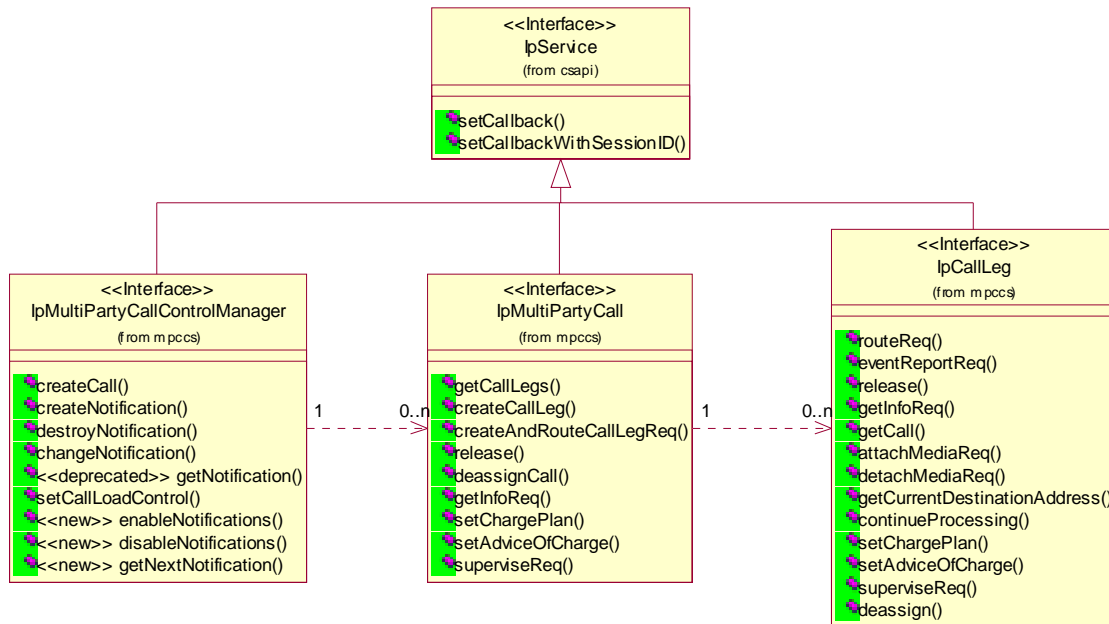 <<Interface>>
IpService
(from csapi)
setCallback()
setCallbackWithSessionID()
<<Interface>>
IpMultiPartyCallControlManager
(from mpccs)
createCall()
createNotification()
destroyNotification()
changeNotification()
<<deprecated>> getNotification()
setCallLoadControl()
<<new>> enableNotifications()
<<new>> disableNotifications()
<<new>> getNextNotification()
1
0..n
<<Interface>>
IpMultiPartyCall
(from mpccs)
getCallLegs()
createCallLeg()
createAndRouteCallLegReq()
release()
deassignCall()
getInfoReq()
setChargePlan()
setAdviceOfCharge()
superviseReq()
1
0..n
<<Interface>>
IpCallLeg
(from mpccs)
routeReq()
eventReportReq()
release()
getInfoReq()
getCall()
attachMediaReq()
detachMediaReq()
getCurrentDestinationAddress()
continueProcessing()
setChargePlan()
setAdviceOfCharge()
superviseReq()
deassign()